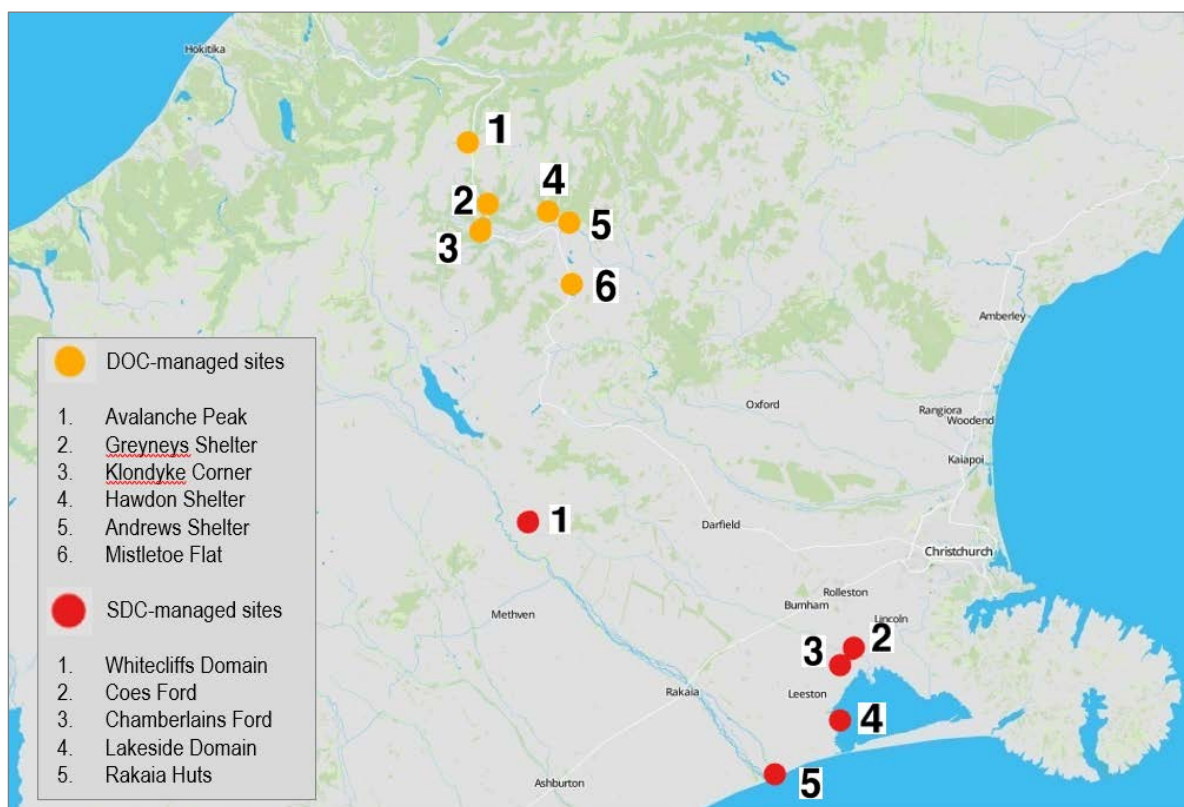 Hokitika
1
2
4
5
3
6
Amberley
DOC-managed sites
1. Avalanche Peak
2. Greyneys Shelter
3. Klondyke Corner
4. Hawdon Shelter
5. Andrews Shelter
6. Mistletoe Flat
SDC-managed sites
1. Whitecliffs Domain
2. Coes Ford
3. Chamberlains Ford
4. Lakeside Domain
5. Rakaia Huts
Oxford
Rangiora
Woodend
Kaiapoi
1
Darfield
Christchurch
Rolleston
Burnham
Methven
Lincoln
2
3
Rakaia
Leeston
4
5
Ashburton